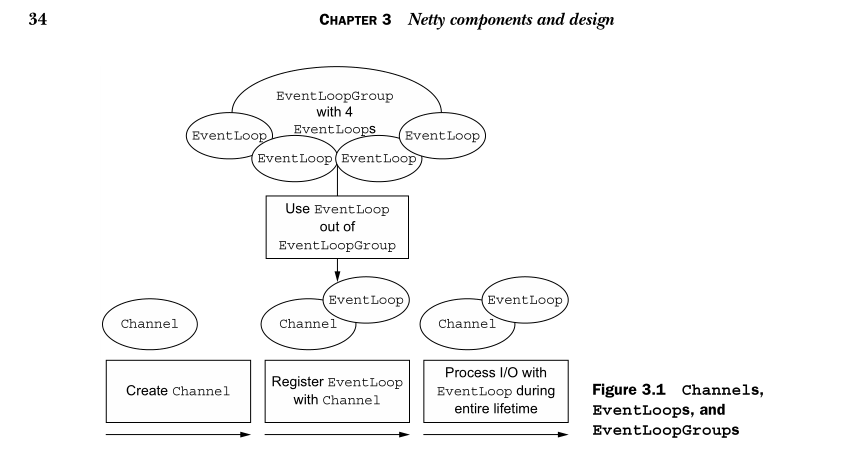 34 CHAPTER 3 Netty components and design
EventLoopGroup
with 4
EventLoops
EventLoop
EventLoop
EventLoop
EventLoop
Use EventLoop
out of
EventLoopGroup
Channel
Channel
EventLoop
Channel
EventLoop
Create Channel
Register EventLoop
with Channel
Process I/O with
EventLoop during
entire lifetime
Figure 3.1 Channels,
EventLoops, and
EventLoopGroups